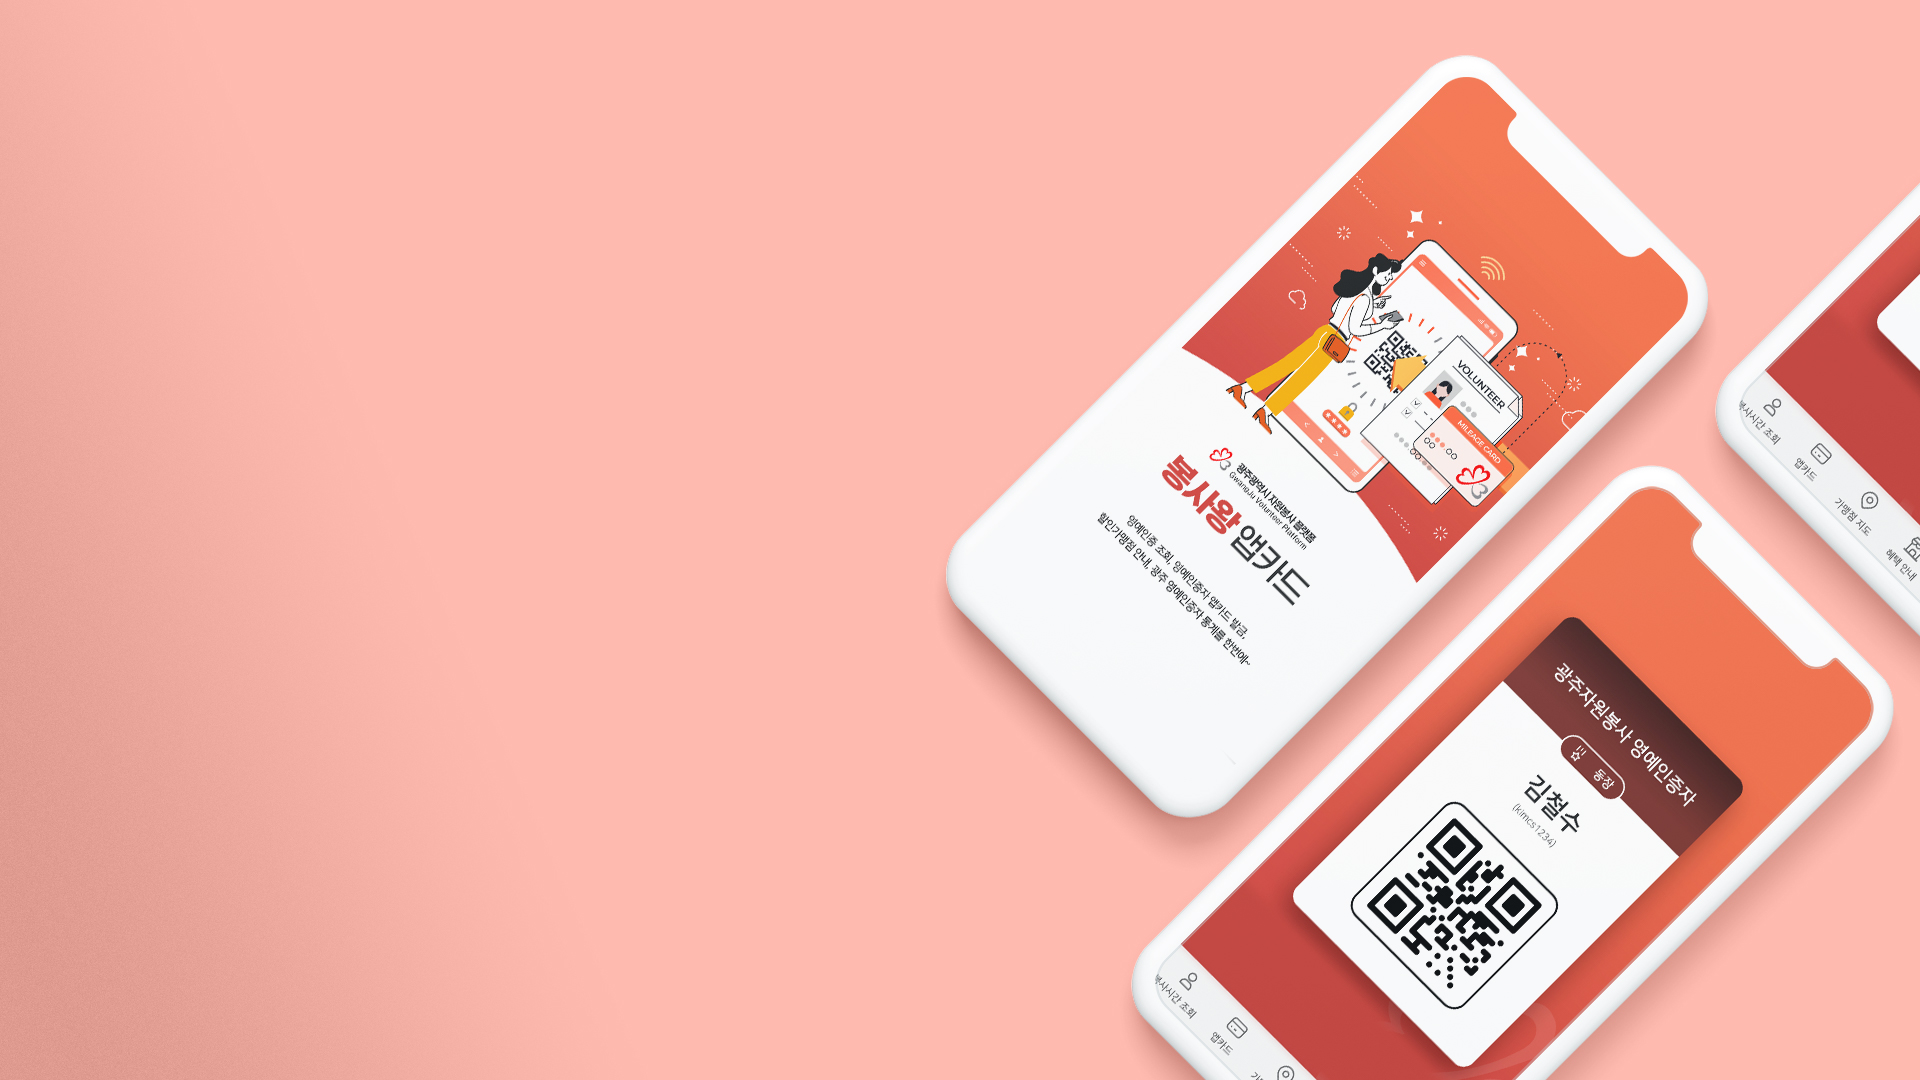 VOLUNTEER
MILEAGE CARD
광주광역시 자원봉사 플랫폼
GwangJu Volunteer Platform
봉사왕 앱카드
영예인증 조회, 영예인증자 앱카드 발급,
할인가맹점 안내, 광주 영예인증자 통계를 한번에~
광주자원봉사 영예인증자
동장
김철수
(kimcs1234)
봉사시간 조회
앱카드
봉사시간 조회
앱카드
가맹점 지도
혜택 안내